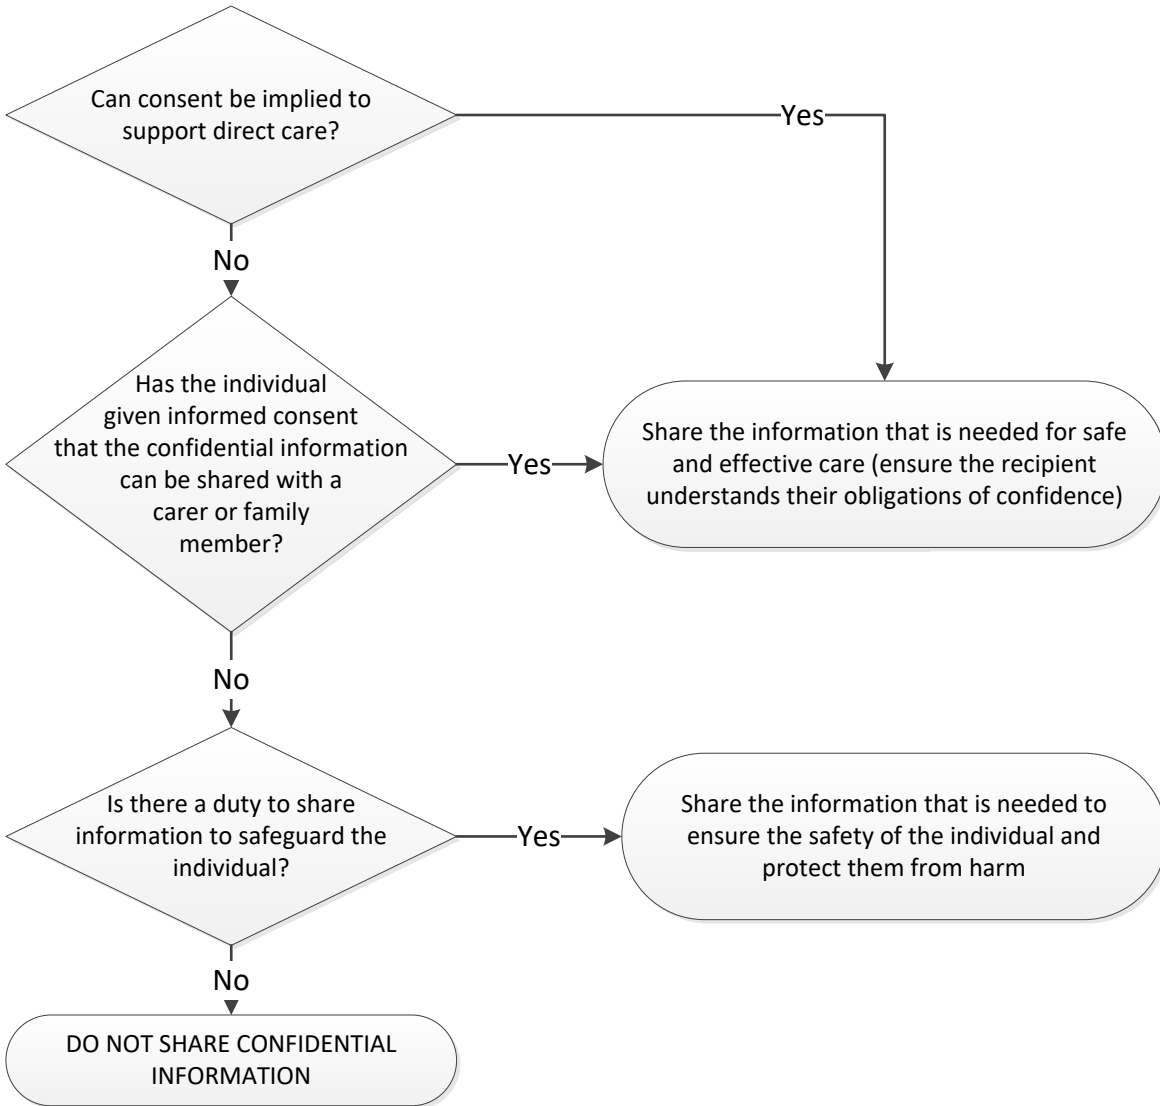 Can consent be implied to
support direct care?
Yes
No
Has the individual
given informed consent
that the confidential information
can be shared with a
carer or family
member?
Yes
Share the information that is needed for safe
and effective care (ensure the recipient
understands their obligations of confidence)
No
Is there a duty to share
information to safeguard the
individual?
Yes
Share the information that is needed to
ensure the safety of the individual and
protect them from harm
No
DO NOT SHARE CONFIDENTIAL
INFORMATION